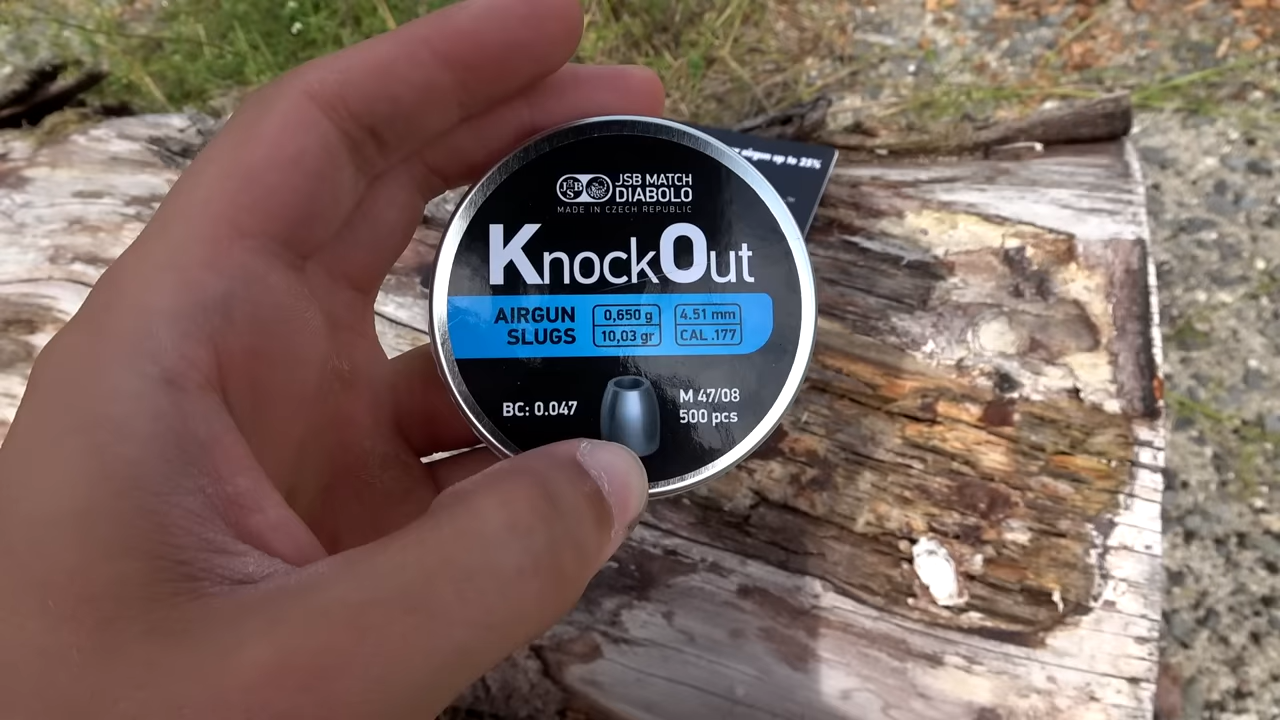 airgun up to 25%
JSB
JSB MATCH
DIABOLO
MADE IN CZECH REPUBLIC
KnockOut
AIRGUN
SLUGS
0,650 g
10,03 gr
4.51 mm
CAL .177
BC: 0.047
M 47/08
500 pcs